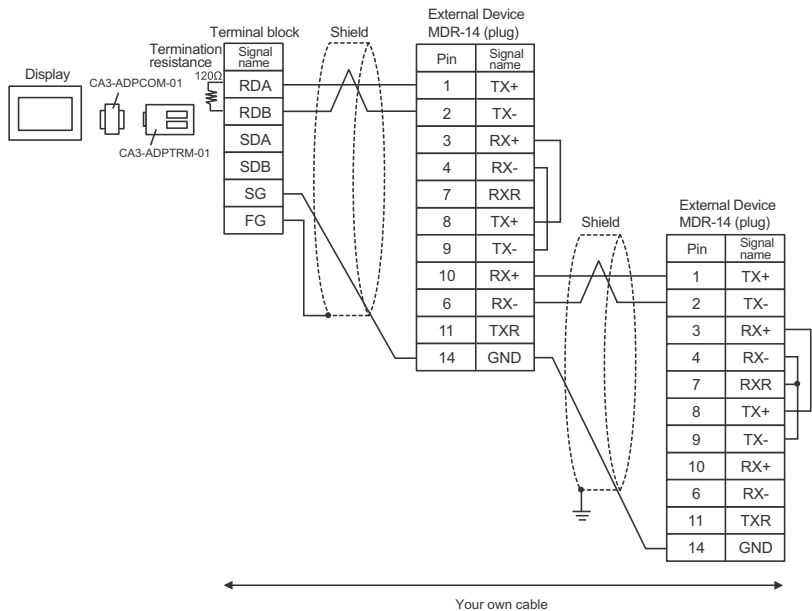 Display
CA3-ADPCOM-01
CA3-ADPTRM-01
Termination
resistance
120Ω
Terminal block
Signal
name
RDA
RDB
SDA
SDB
SG
FG
Shield
External Device
MDR-14 (plug)
Pin Signal
name
1 TX+
2 TX-
3 RX+
4 RX-
7 RXR
8 TX+
9 TX-
10 RX+
6 RX-
11 TXR
14 GND
Shield
External Device
MDR-14 (plug)
Pin Signal
name
1 TX+
2 TX-
3 RX+
4 RX-
7 RXR
8 TX+
9 TX-
10 RX+
6 RX-
11 TXR
14 GND
Your own cable